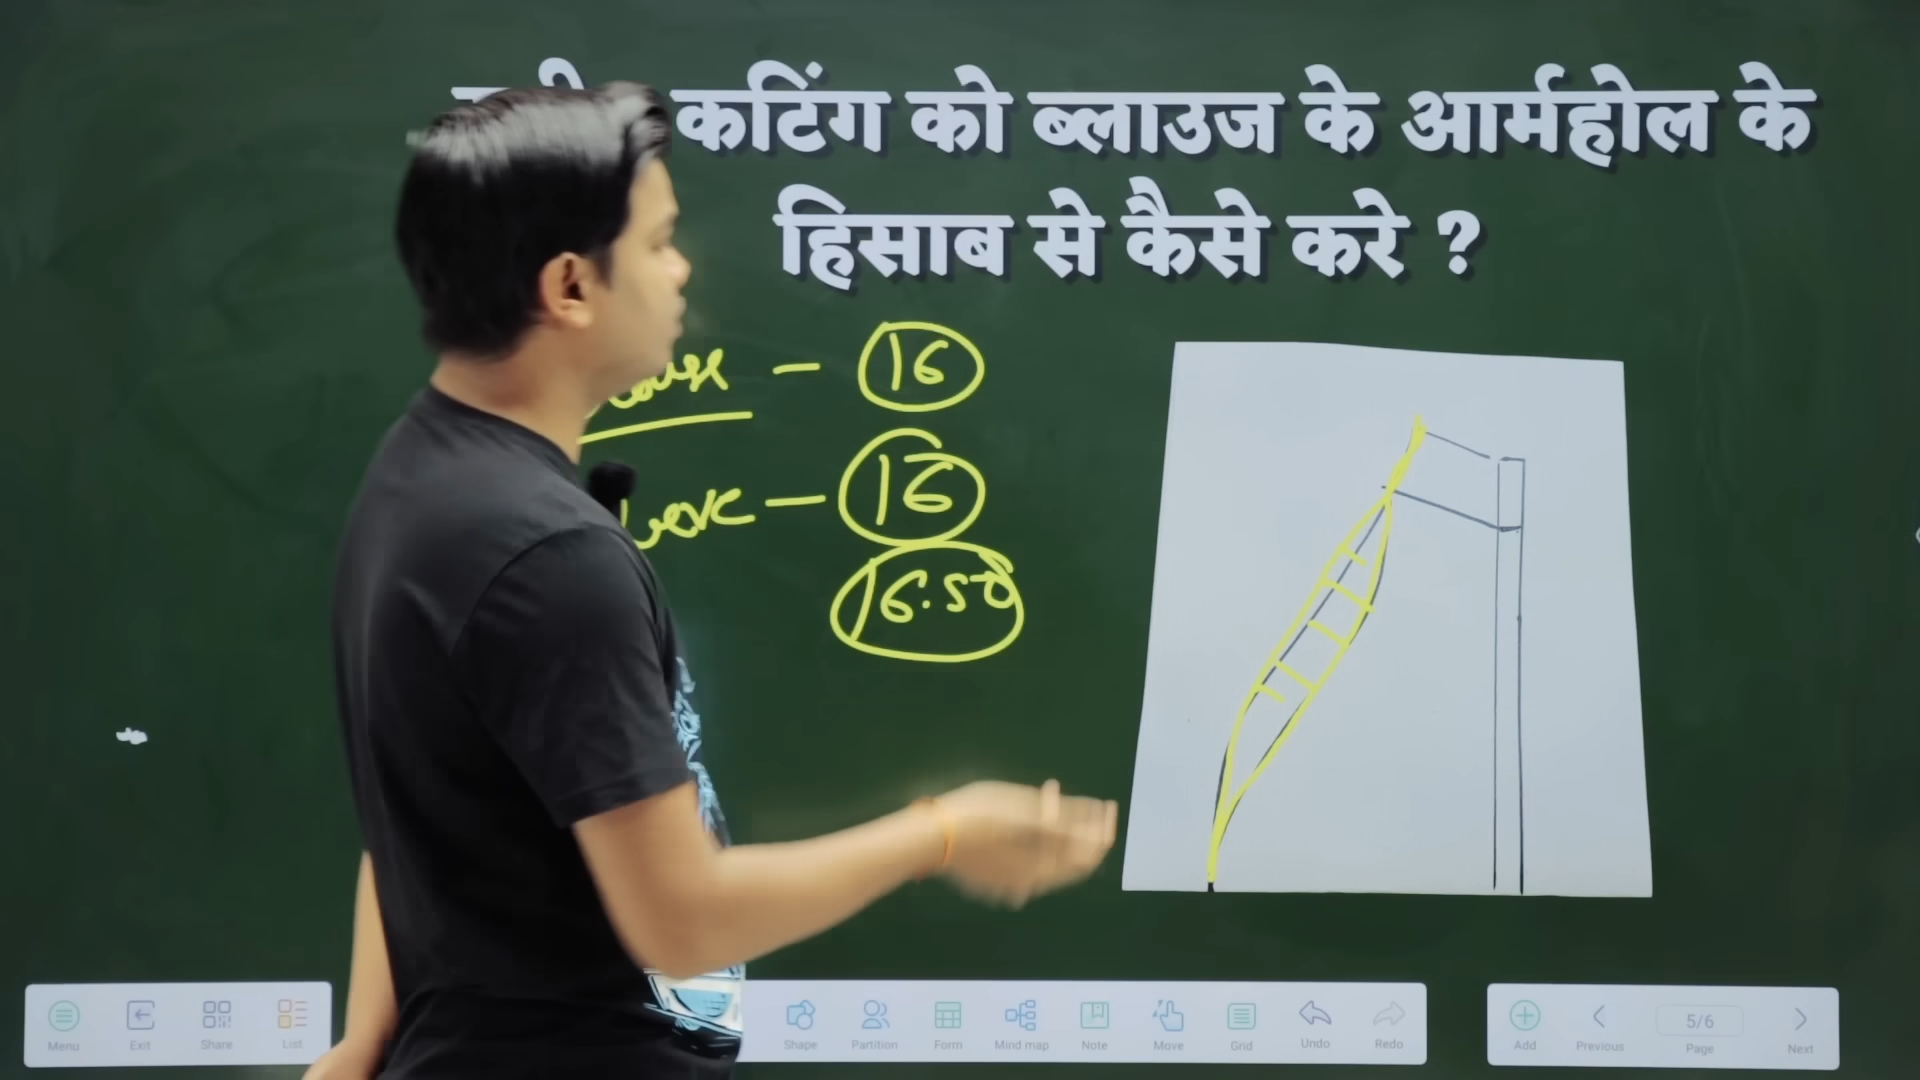 कटिंग को ब्लाउज के आर्महोल के
हिसाब से कैसे करे ?
– 16
– 16
16.50
Menu
Exit
Share
List
Shape
Partition
Form
Mind map
Note
Move
Grid
Undo
Redo
Add
Previous
5/6
Page
Next